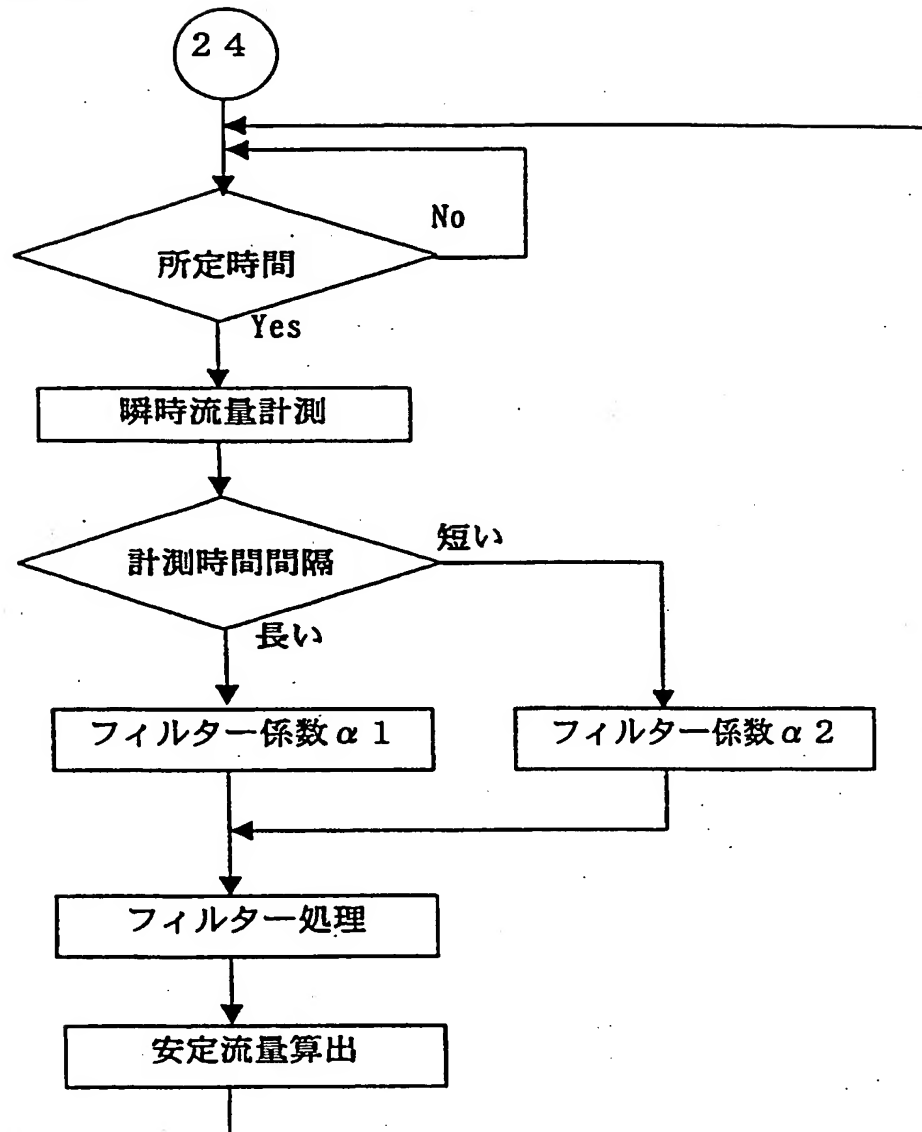 ２４
No
所定時間
Yes
瞬時流量計測
短い
計測時間間隔
長い
フィルター係数α１
フィルター係数α２
フィルター処理
安定流量算出